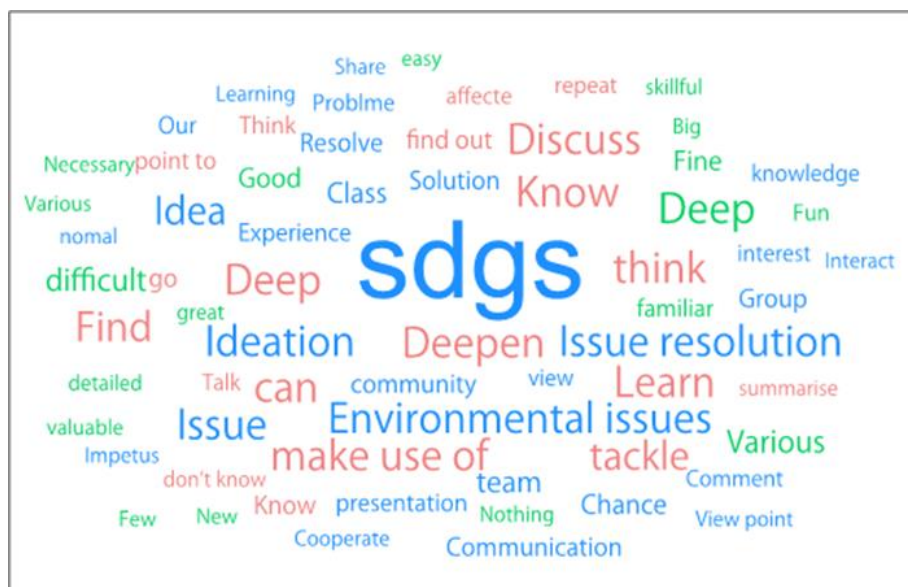 Share easy
Learning Problme affecte repeat skillful
Our Think Resolve find out Discuss Big
Necessary point to Good Class Solution Know Fine knowledge
Various Idea Experience Deep Fun
nomal sdgs think interest Interact
difficult go Deep familiar Group
Find great Ideation Deepen Issue resolution
detailed Talk can community view Learn summarise
valuable Issue Environmental issues Various
Impetus make use of tackle
don't know Know presentation team Chance Comment
Few New Nothing View point
Cooperate Communication